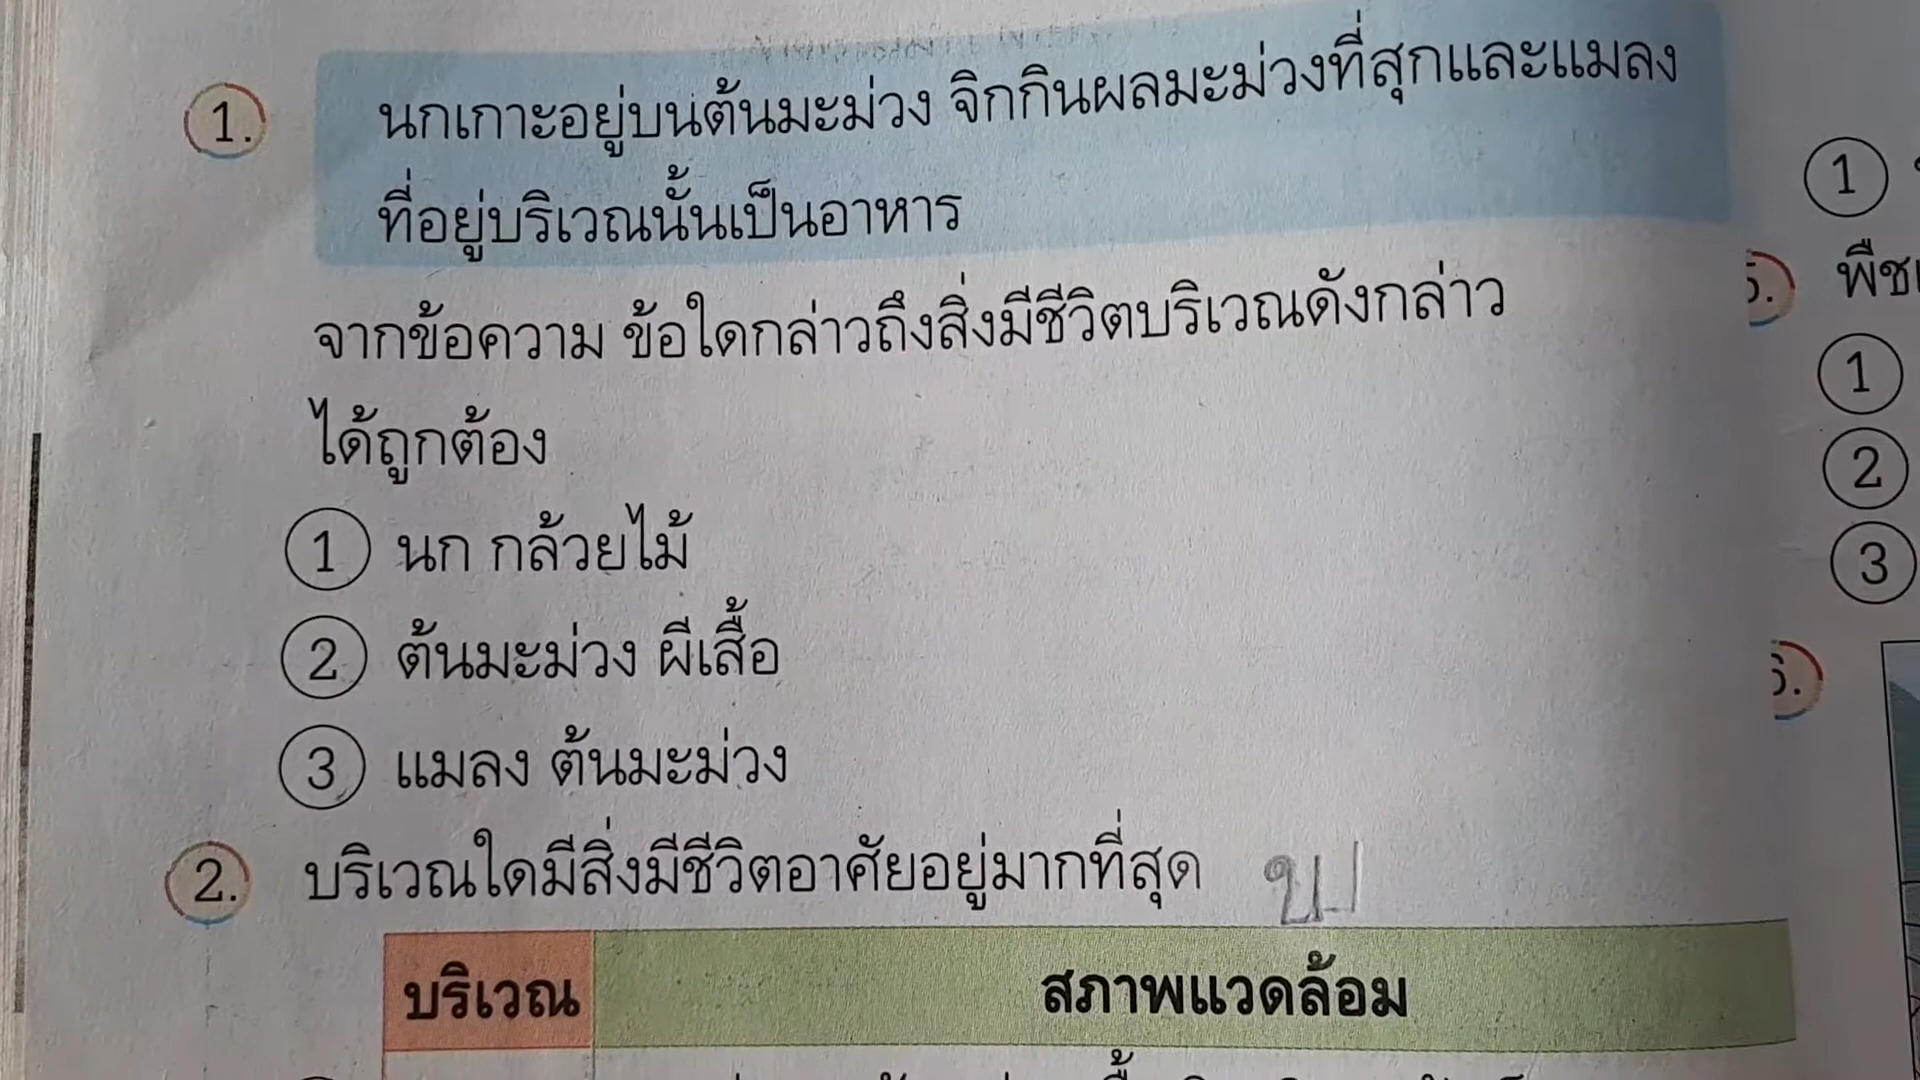 1. นกเกาะอยู่บนต้นมะม่วง จิกกินผลมะม่วงที่สุกและแมลง
ที่อยู่บริเวณนั้นเป็นอาหาร
จากข้อความ ข้อใดกล่าวถึงสิ่งมีชีวิตบริเวณดังกล่าว
ได้ถูกต้อง
1 นก กล้วยไม้
2 ต้นมะม่วง ผีเสื้อ
3 แมลง ต้นมะม่วง
2. บริเวณใดมีสิ่งมีชีวิตอาศัยอยู่มากที่สุด
บริเวณ สภาพแวดล้อม
1
5.
1
2
3